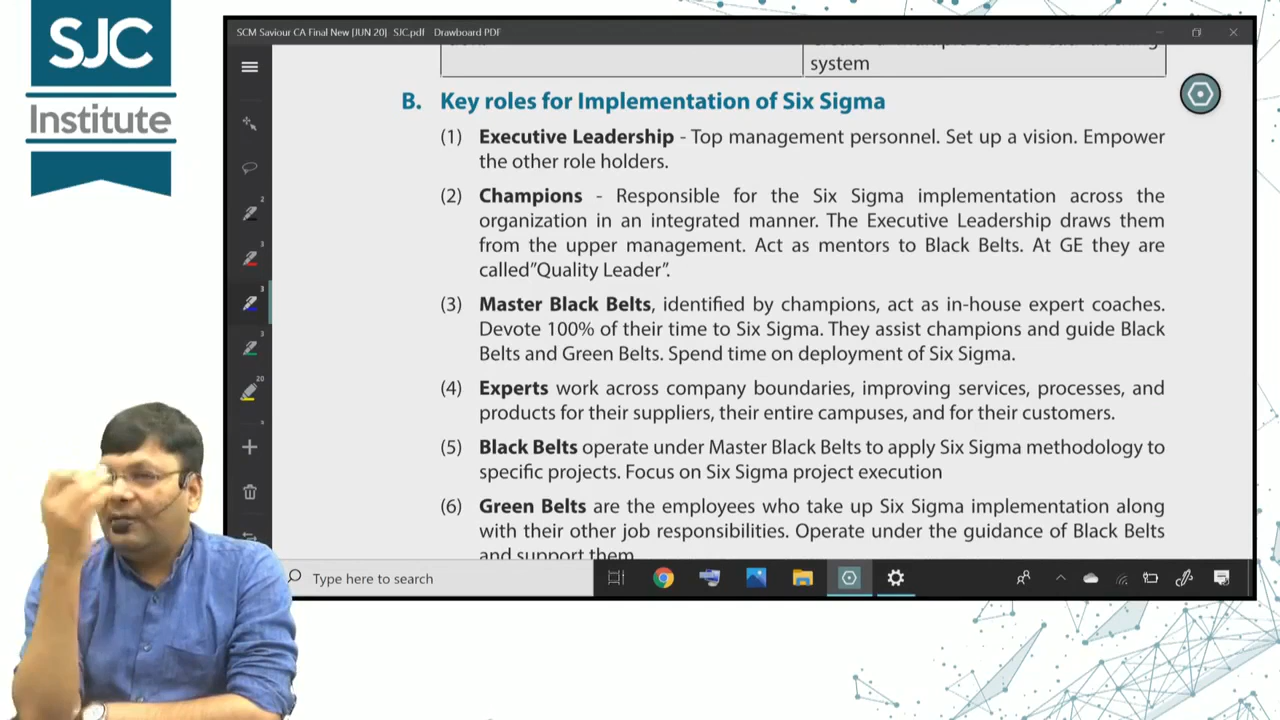 SJC
Institute
SCM Saviour CA Final New [JUN 20] SJC.pdf Drawboard PDF
system
B. Key roles for Implementation of Six Sigma
(1) Executive Leadership - Top management personnel. Set up a vision. Empower
the other role holders.
(2) Champions - Responsible for the Six Sigma implementation across the
organization in an integrated manner. The Executive Leadership draws them
from the upper management. Act as mentors to Black Belts. At GE they are
called”Quality Leader”.
(3) Master Black Belts, identified by champions, act as in-house expert coaches.
Devote 100% of their time to Six Sigma. They assist champions and guide Black
Belts and Green Belts. Spend time on deployment of Six Sigma.
(4) Experts work across company boundaries, improving services, processes, and
products for their suppliers, their entire campuses, and for their customers.
(5) Black Belts operate under Master Black Belts to apply Six Sigma methodology to
specific projects. Focus on Six Sigma project execution
(6) Green Belts are the employees who take up Six Sigma implementation along
with their other job responsibilities. Operate under the guidance of Black Belts
and support them
2
3
3
3
20
Type here to search